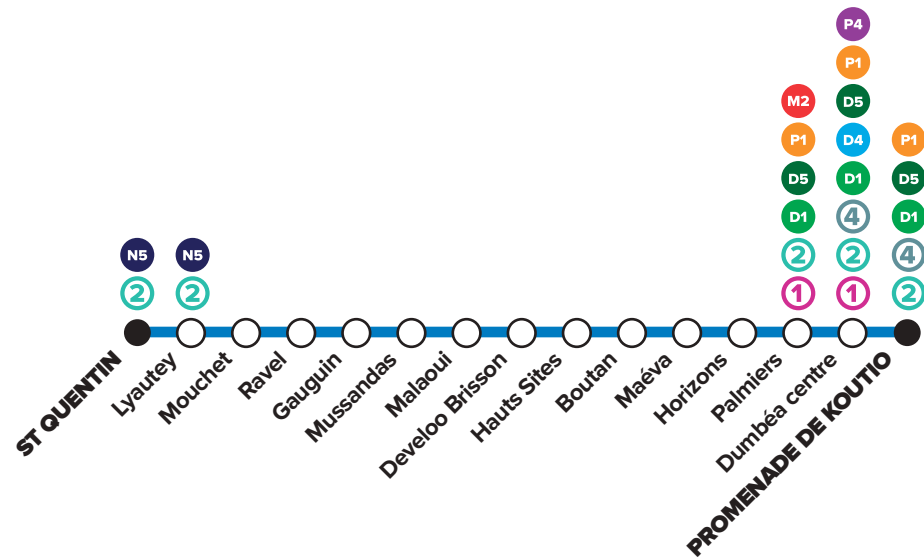 P4
P1
M2
D5
P1
D4
P1
D5
D1
D5
D1
4
D1
N5
N5
2
2
4
2
2
1
1
2
ST QUENTIN
Lyautey
Mouchet
Ravel
Gauguin
Mussandas
Malaoui
Develoo Brisson
Hauts Sites
Boutan
Maéva
Horizons
Palmiers
Dumbéa centre
PROMENADE DE KOUTIO